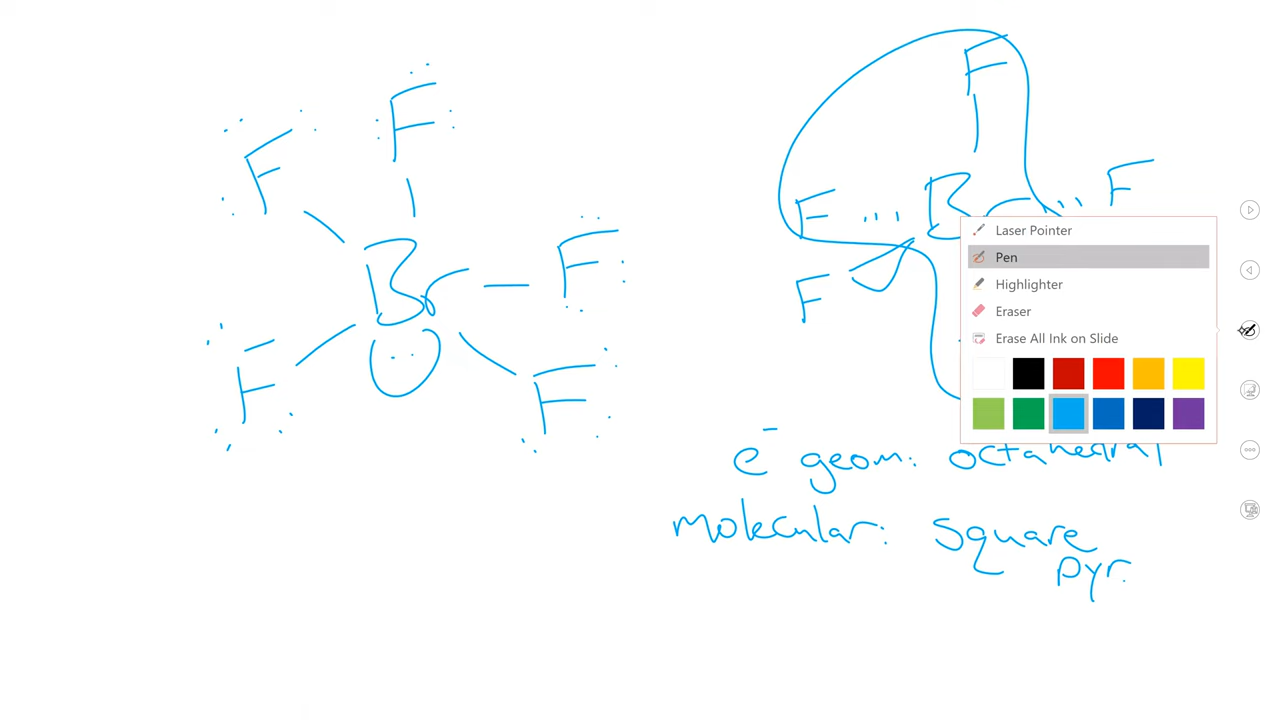 F
F
Br
F
F
F
F
F
Br
F
F
e⁻ geom: octahedral
molecular: square
pyr.
Laser Pointer
Pen
Highlighter
Eraser
Erase All Ink on Slide